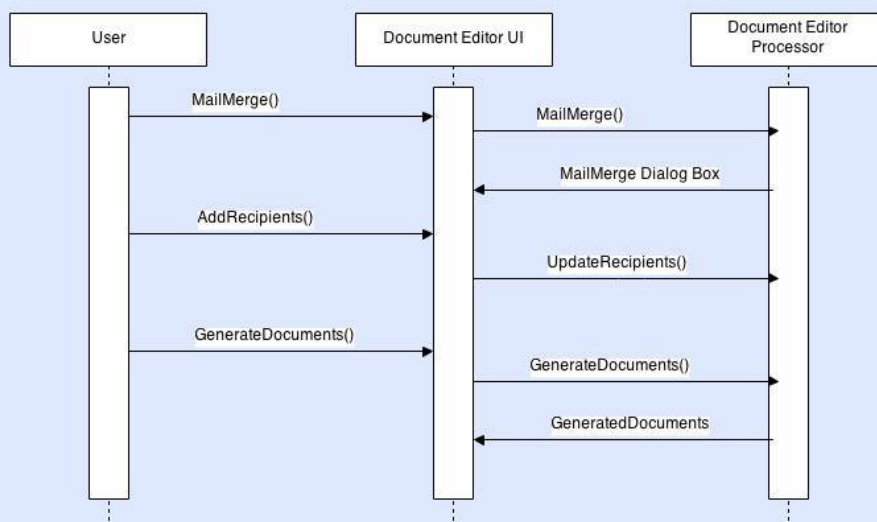 User
Document Editor UI
Document Editor
Processor
MailMerge()
MailMerge()
MailMerge Dialog Box
AddRecipients()
UpdateRecipients()
GenerateDocuments()
GenerateDocuments()
GeneratedDocuments